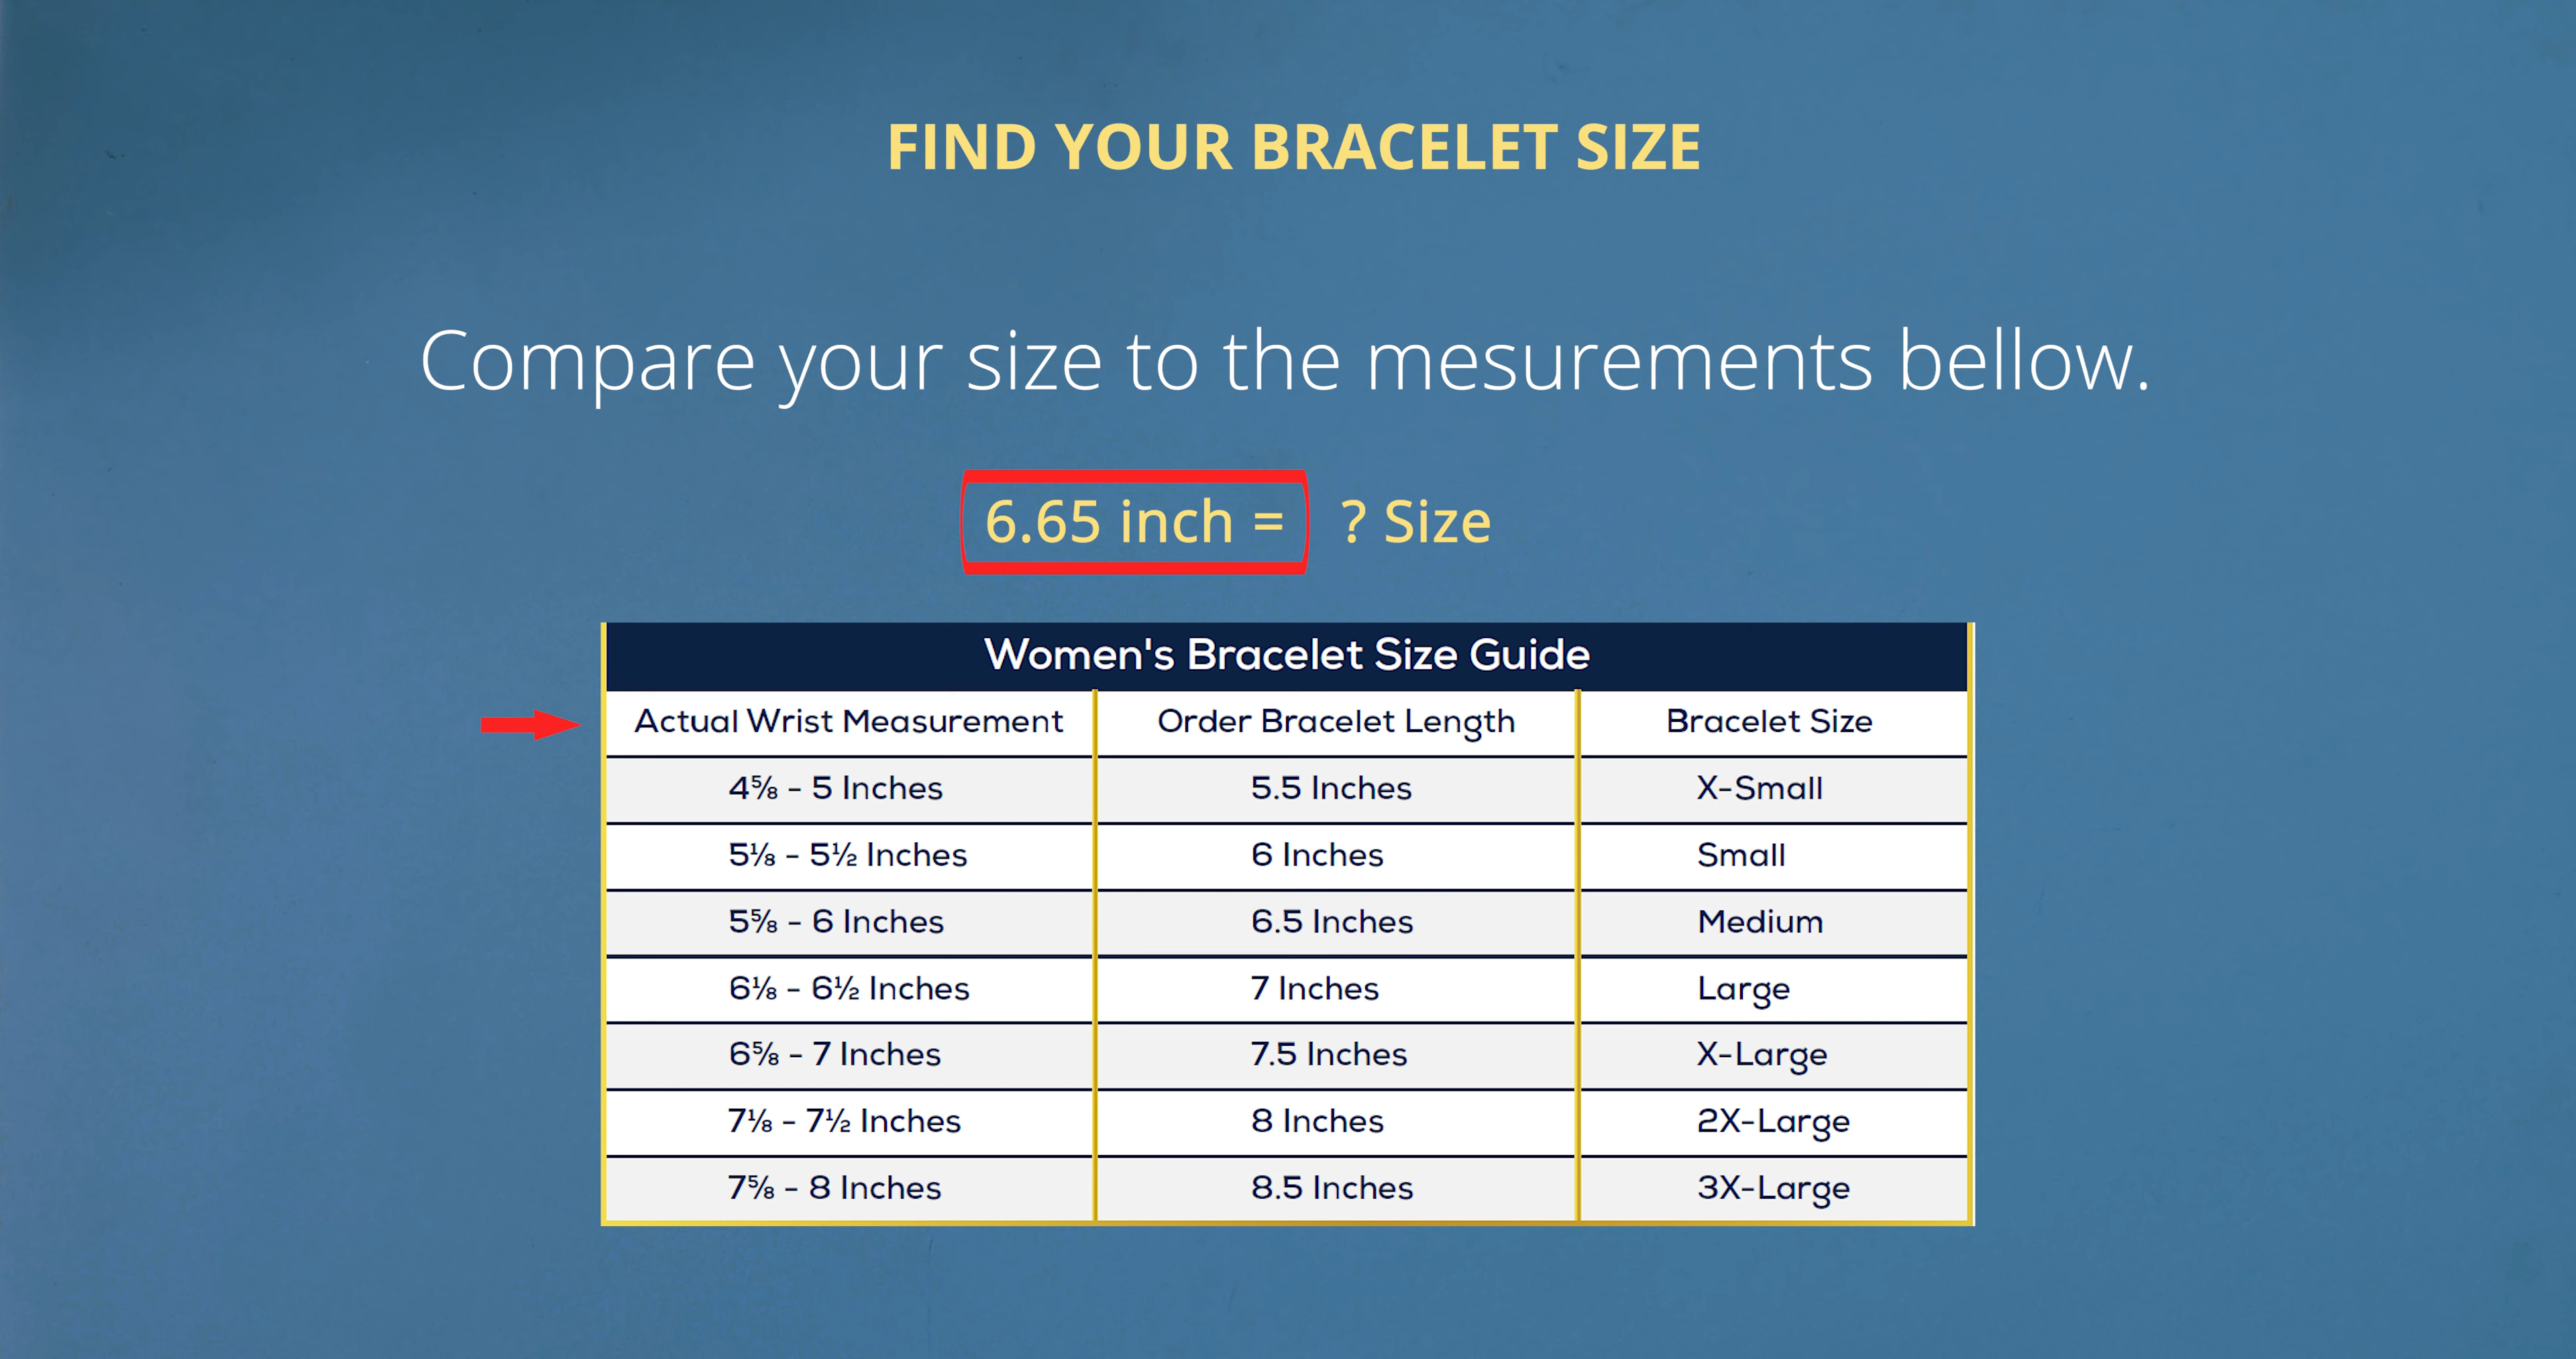 FIND YOUR BRACELET SIZE
Compare your size to the mesurements bellow.
6.65 inch = ? Size
Women's Bracelet Size Guide
Actual Wrist Measurement Order Bracelet Length Bracelet Size
4⅝ - 5 Inches 5.5 Inches X-Small
5⅛ - 5½ Inches 6 Inches Small
5⅝ - 6 Inches 6.5 Inches Medium
6⅛ - 6½ Inches 7 Inches Large
6⅝ - 7 Inches 7.5 Inches X-Large
7⅛ - 7½ Inches 8 Inches 2X-Large
7⅝ - 8 Inches 8.5 Inches 3X-Large